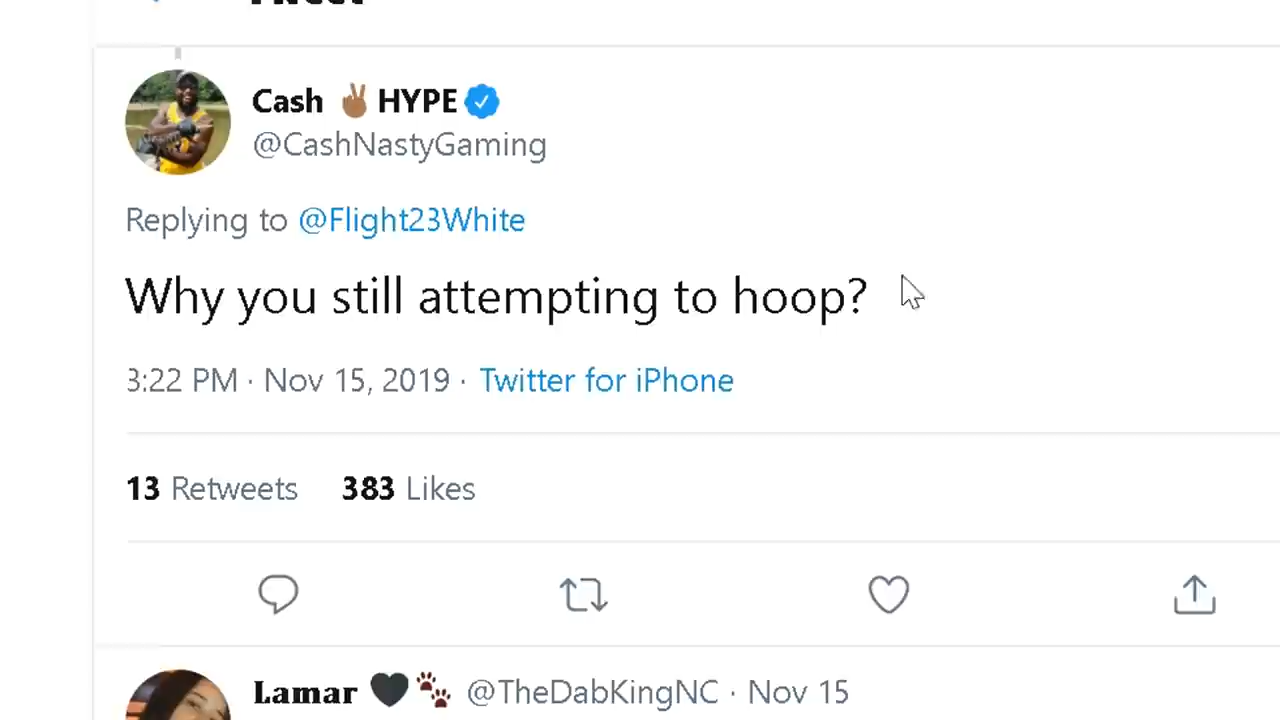 Tweet
Cash ✌🏾 HYPE
@CashNastyGaming
Replying to @Flight23White
Why you still attempting to hoop?
3:22 PM · Nov 15, 2019 · Twitter for iPhone
13 Retweets 383 Likes
Lamar 🖤🐾 @TheDabKingNC · Nov 15